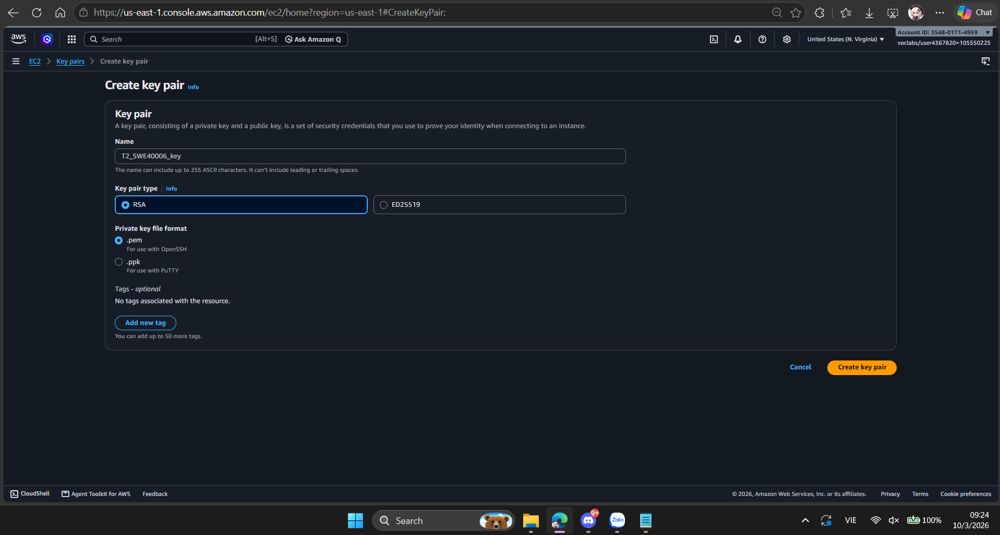 https://us-east-1.console.aws.amazon.com/ec2/home?region=us-east-1#CreateKeyPair:
Chat
aws
Search
[Alt+S]
Ask Amazon Q
United States (N. Virginia)
Account ID: 3548-0171-4959
voclabs/user4367820=105550225
EC2
Key pairs
Create key pair
Create key pair Info
Key pair
A key pair, consisting of a private key and a public key, is a set of security credentials that you use to prove your identity when connecting to an instance.
Name
T2_SWE40006_key
The name can include up to 255 ASCII characters. It can't include leading or trailing spaces.
Key pair type Info
RSA
ED25519
Private key file format
.pem
For use with OpenSSH
.ppk
For use with PuTTY
Tags - optional
No tags associated with the resource.
Add new tag
You can add up to 50 more tags.
Cancel
Create key pair
CloudShell
Agent Toolkit for AWS
Feedback
© 2026, Amazon Web Services, Inc. or its affiliates.
Privacy
Terms
Cookie preferences
Search
9+
Zalo
VIE
100%
09:24
10/3/2026